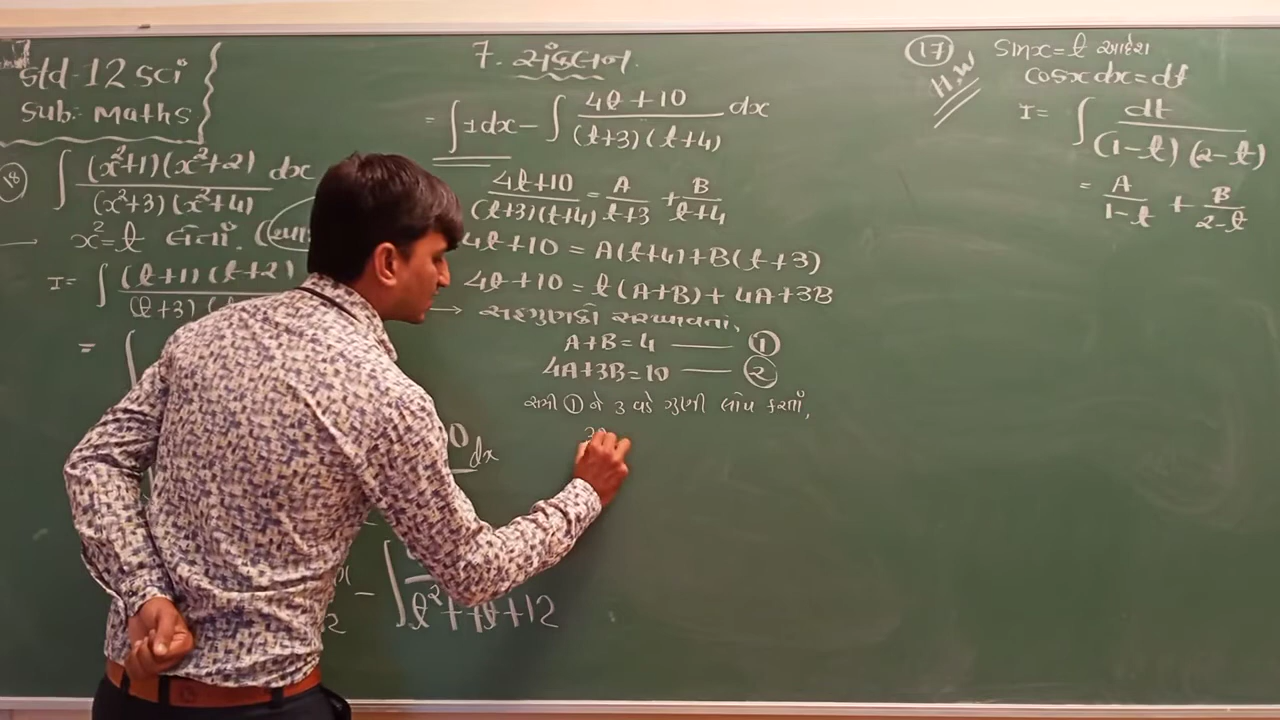 Std-12 sci
Sub:- Maths
18 ∫ (x²+1)(x²+2) / (x²+3)(x²+4) dx
x²=t લેતાં.
I= ∫ (t+1)(t+2) / (t+3)
= ∫
0 dx
- ∫ / t²+7t+12
7. સંકલન.
= ∫1dx - ∫ 4t+10 / (t+3)(t+4) dx
4t+10 / (t+3)(t+4) = A / t+3 + B / t+4
4t+10 = A(t+4)+B(t+3)
4t+10 = t(A+B)+4A+3B
→ સહગુણકો સરખાવતાં,
A+B=4 — 1
4A+3B=10 — 2
સમી 1 ને 3 વડે ગુણી લોપ કરતાં,
17 sinx=t આદેશ
H.W
cosxdx=dt
I= ∫ dt / (1-t)(2-t)
= A / 1-t + B / 2-t